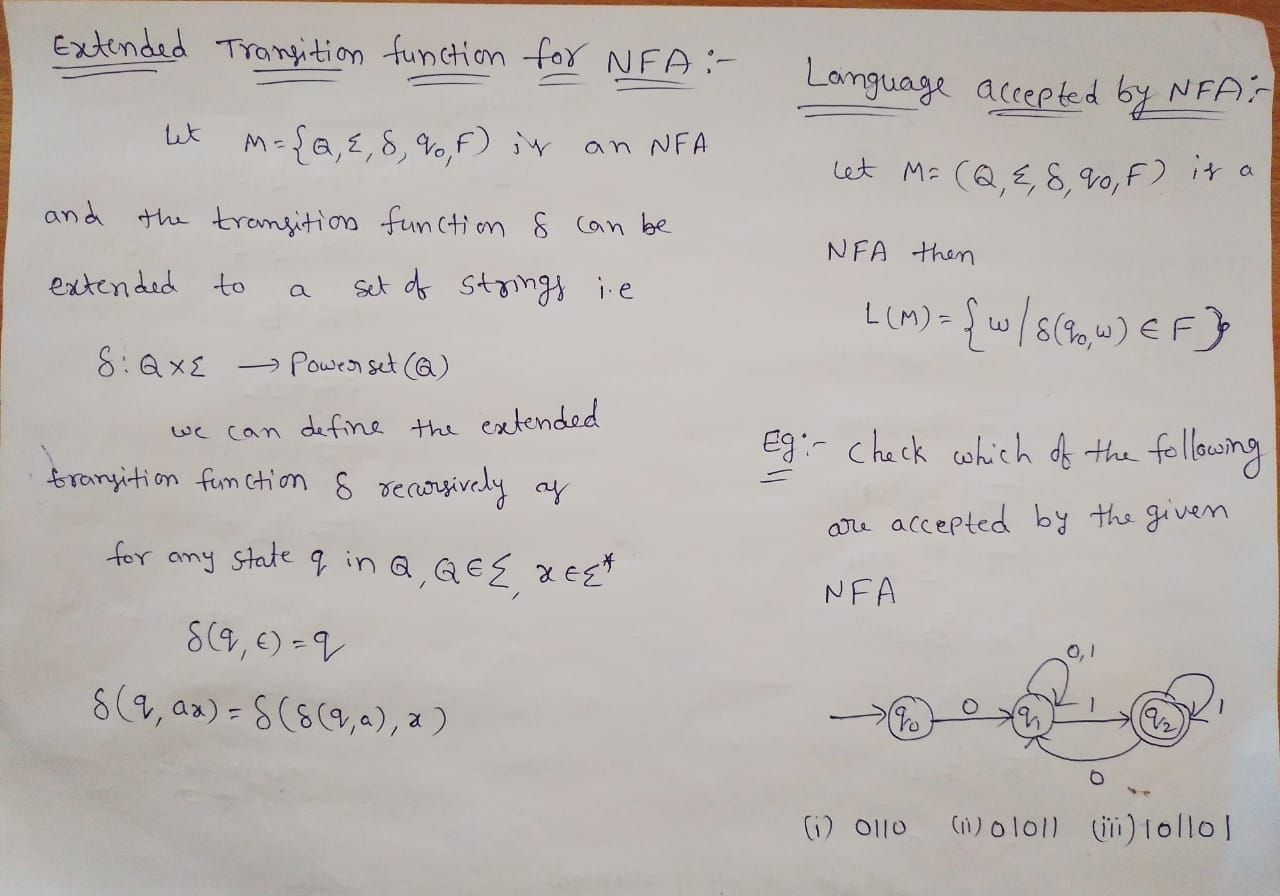 Extended Transition function for NFA :-
Let M = {Q, Σ, δ, q₀, F) is an NFA
and the transition function δ can be
extended to a set of strings i.e
δ: Q x Σ → Powerset (Q)
we can define the extended
transition function δ recursively as
for any state q in Q, Q ∈ Σ, x ∈ Σ*
δ(q, ε) = q
δ(q, ax) = δ(δ(q,a), x)
Language accepted by NFA :-
Let M = (Q, Σ, δ, q₀, F) is a
NFA then
L(M) = { w / δ(q₀, w) ∈ F }
Eg :- Check which of the following
are accepted by the given
NFA
0,1
q₀ 0 q₁ 1 q₂ 1
0
(i) 0110 (ii) 01011 (iii) 101101